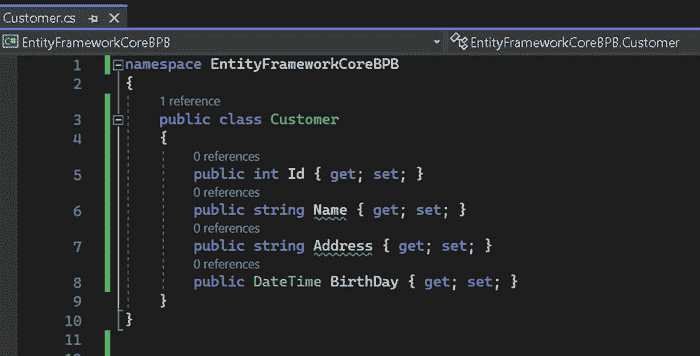 Customer.cs
EntityFrameworkCoreBPB EntityFrameworkCoreBPB.Customer
1 namespace EntityFrameworkCoreBPB
2 {
1 reference
3 public class Customer
4 {
0 references
5 public int Id { get; set; }
0 references
6 public string Name { get; set; }
0 references
7 public string Address { get; set; }
0 references
8 public DateTime BirthDay { get; set; }
9 }
10 }
11